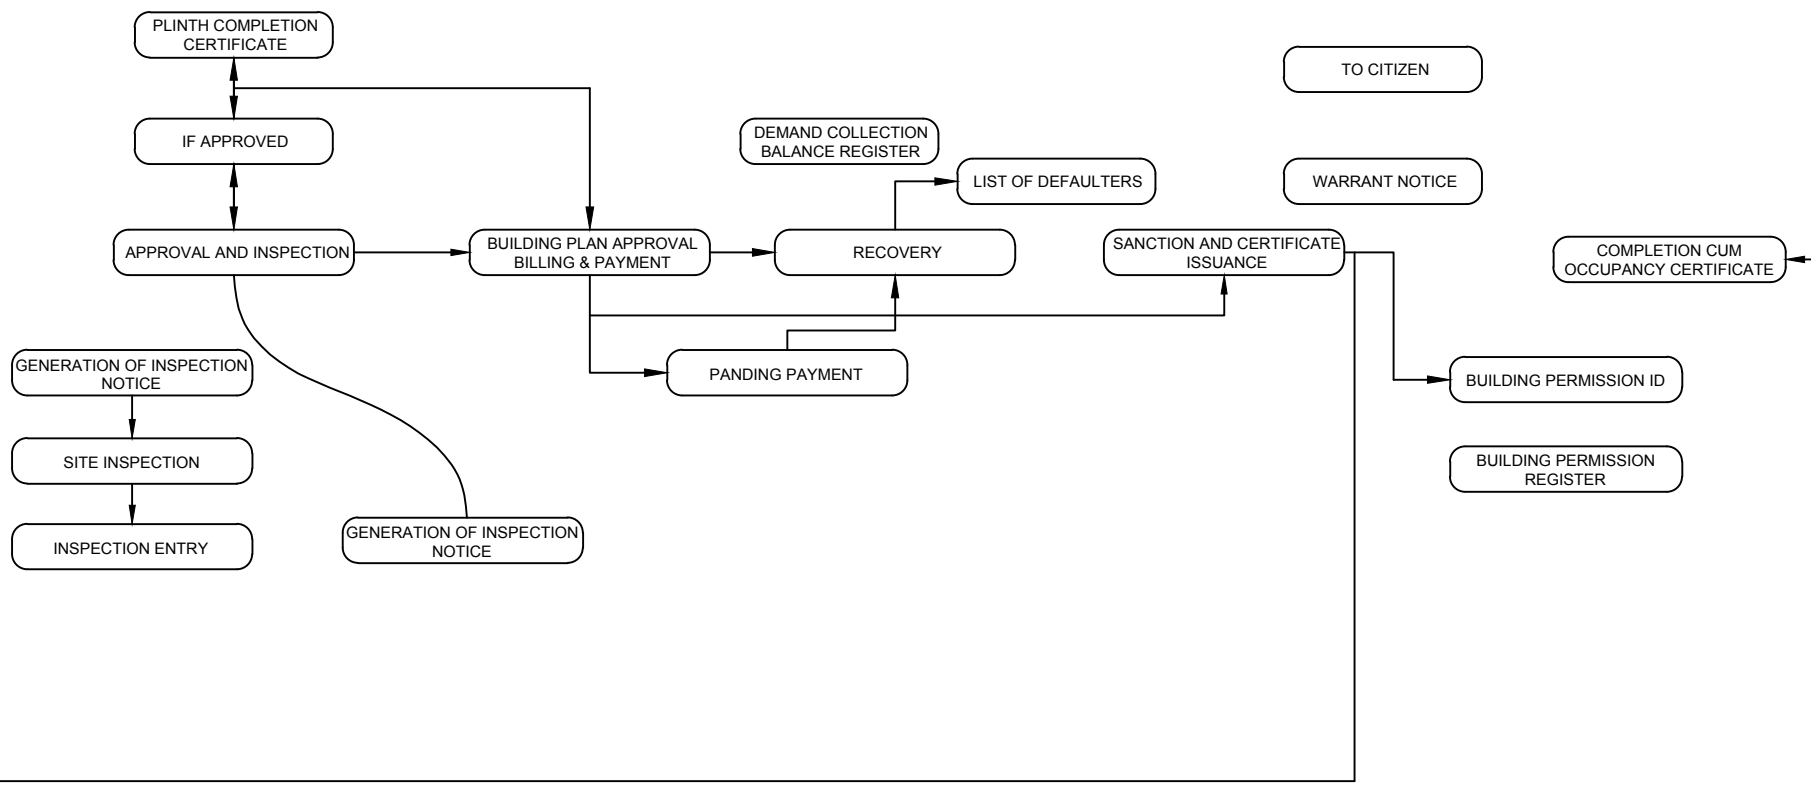 PLINTH COMPLETION
CERTIFICATE
TO CITIZEN
IF APPROVED
DEMAND COLLECTION
BALANCE REGISTER
LIST OF DEFAULTERS
WARRANT NOTICE
APPROVAL AND INSPECTION
BUILDING PLAN APPROVAL
BILLING & PAYMENT
RECOVERY
SANCTION AND CERTIFICATE
ISSUANCE
COMPLETION CUM
OCCUPANCY CERTIFICATE
GENERATION OF INSPECTION
NOTICE
PANDING PAYMENT
BUILDING PERMISSION ID
SITE INSPECTION
BUILDING PERMISSION
REGISTER
INSPECTION ENTRY
GENERATION OF INSPECTION
NOTICE